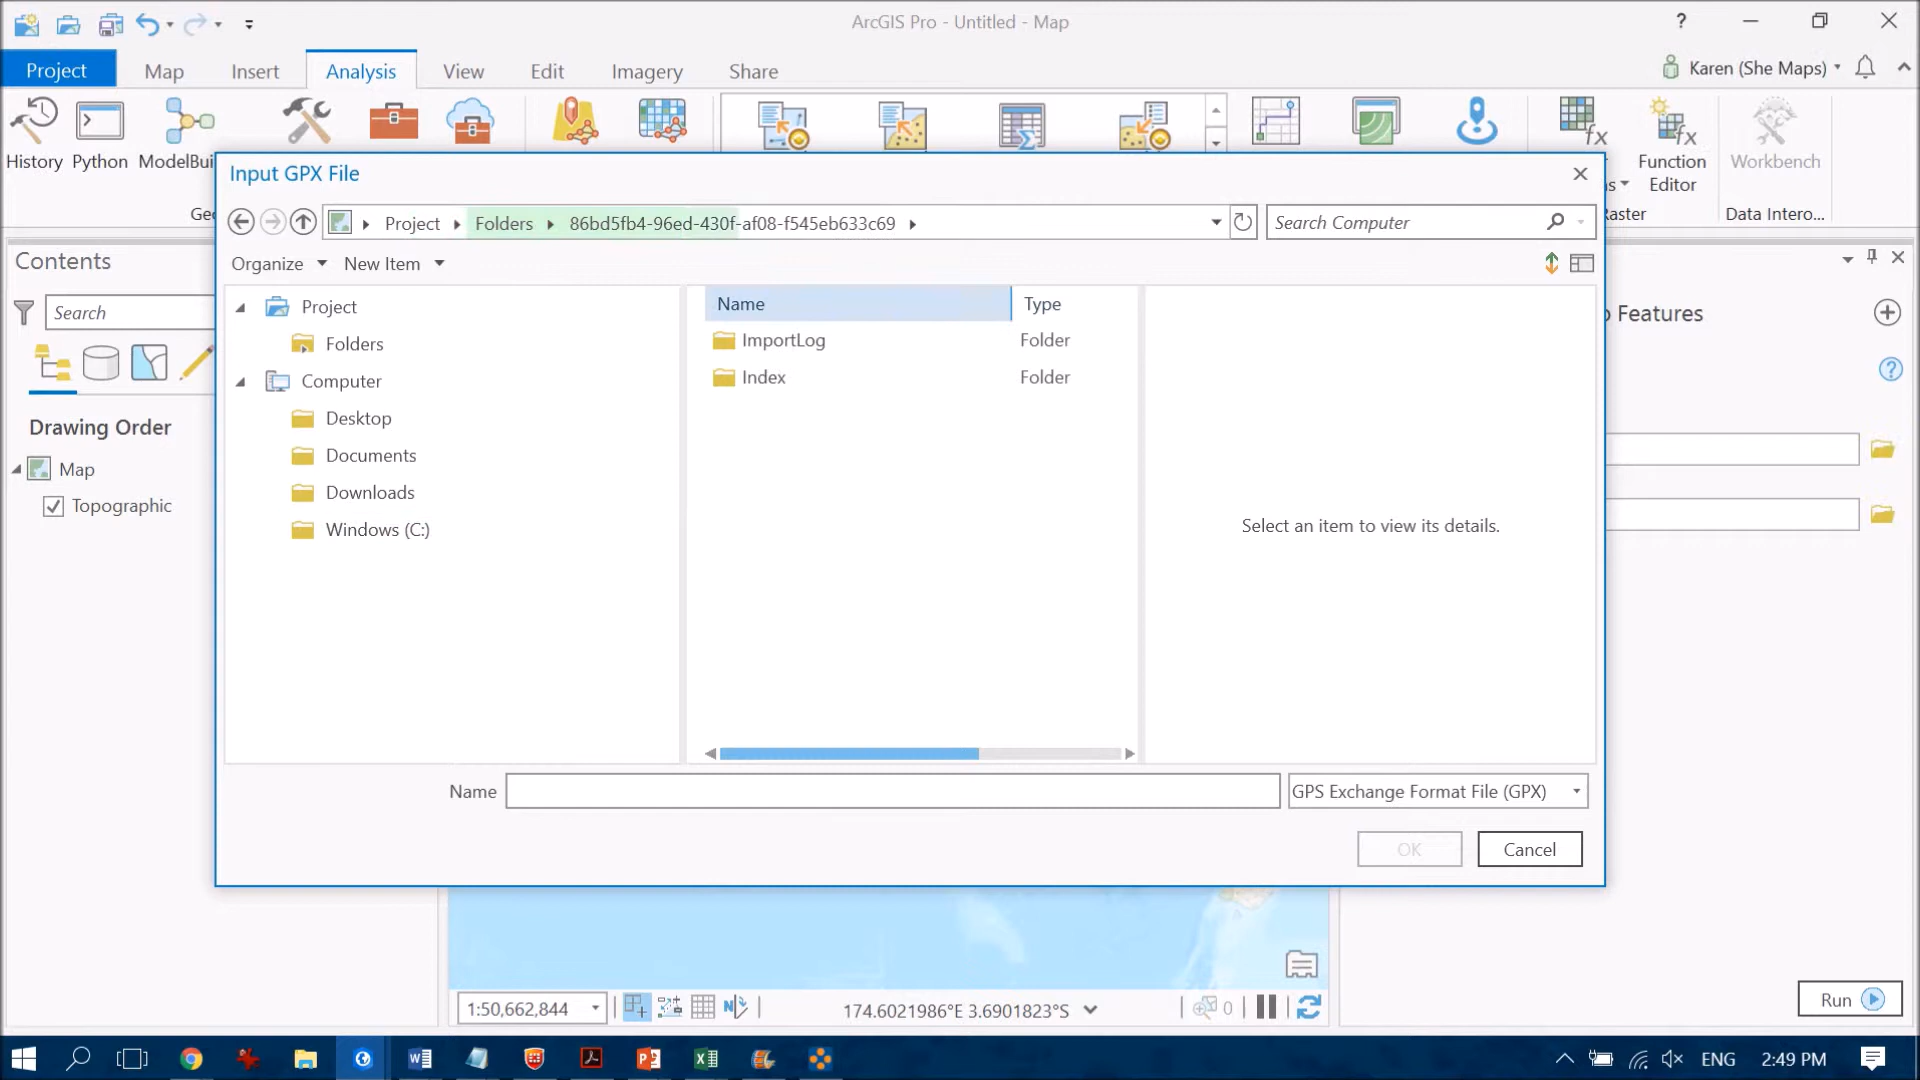 ArcGIS Pro - Untitled - Map
?
Project Map Insert Analysis View Edit Imagery Share
Karen (She Maps)
History Python
Function
Editor
Workbench
Data Intero...
Input GPX File
Project Folders 86bd5fb4-96ed-430f-af08-f545eb633c69
Search Computer
Organize New Item
Contents
Search
Drawing Order
Map
Topographic
Project
Folders
Computer
Desktop
Documents
Downloads
Windows (C:)
Name Type
ImportLog Folder
Index Folder
Select an item to view its details.
Features
Name
GPS Exchange Format File (GPX)
OK Cancel
1:50,662,844
174.6021986°E 3.6901823°S
0
Run
ENG 2:49 PM